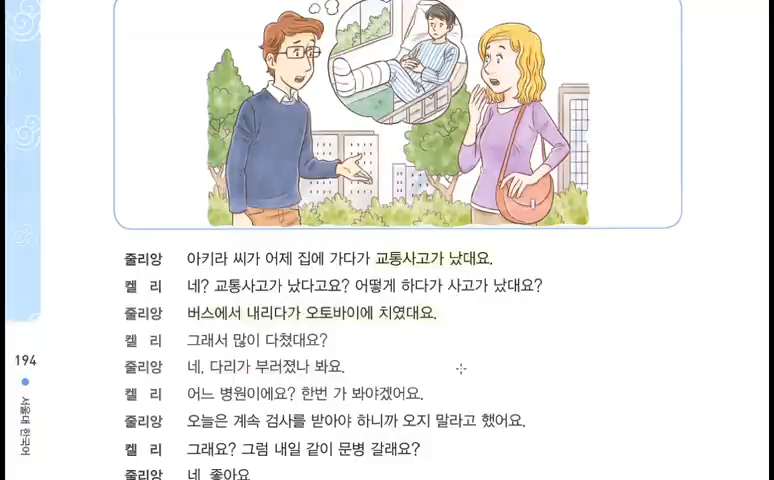 줄리앙 아키라 씨가 어제 집에 가다가 교통사고가 났대요.
켈 리 네? 교통사고가 났다고요? 어떻게 하다가 사고가 났대요?
줄리앙 버스에서 내리다가 오토바이에 치였대요.
켈 리 그래서 많이 다쳤대요?
줄리앙 네, 다리가 부러졌나 봐요.
켈 리 어느 병원이에요? 한번 가 봐야겠어요.
줄리앙 오늘은 계속 검사를 받아야 하니까 오지 말라고 했어요.
켈 리 그래요? 그럼 내일 같이 문병 갈래요?
줄리앙 네, 좋아요
194
서울대 한국어